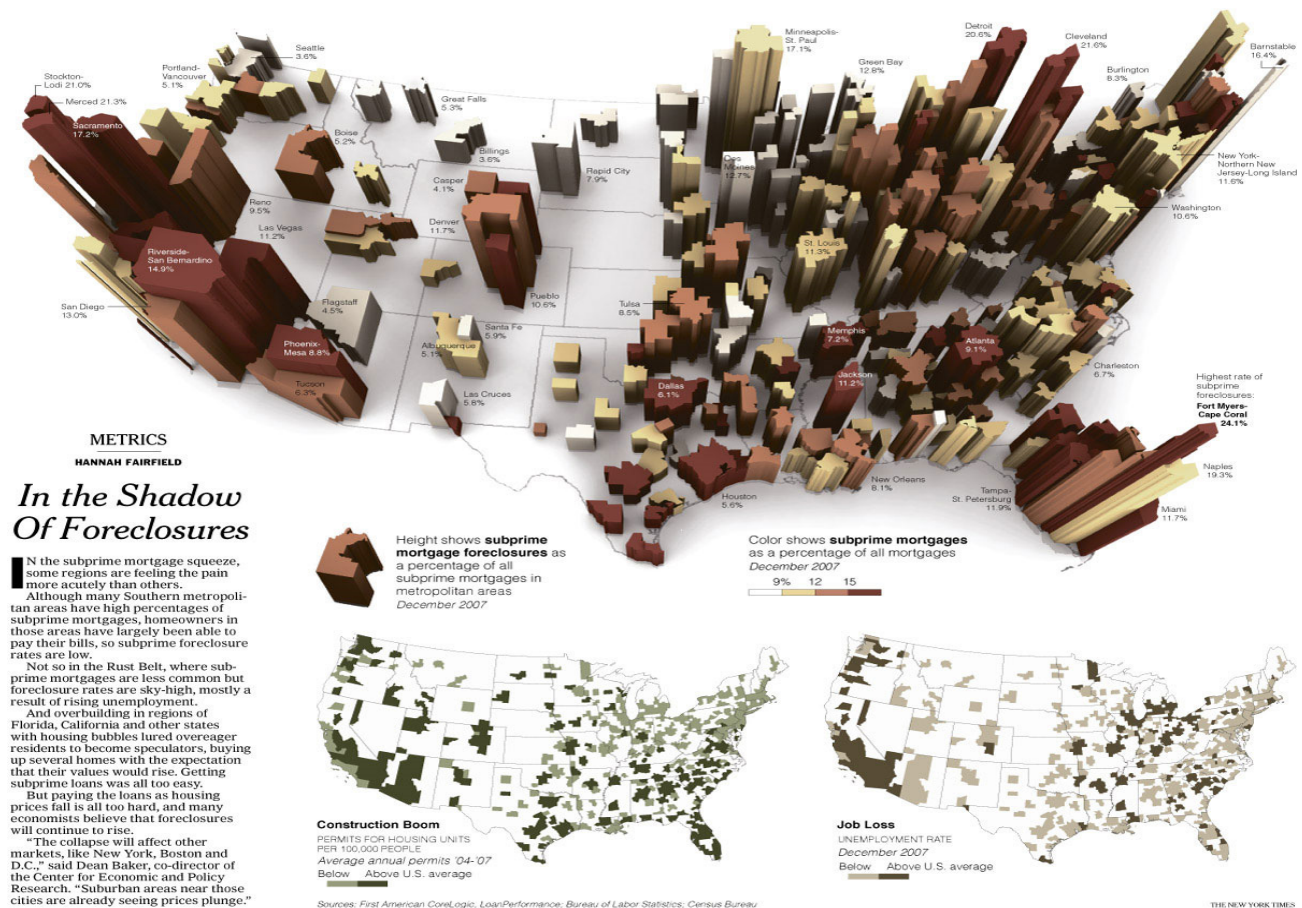 Stockton-
Lodi 21.0%
Merced 21.3%
Sacramento
17.2%
Portland-
Vancouver
5.1%
Seattle
3.6%
Great Falls
5.3%
Boise
5.2%
Billings
3.6%
Casper
4.1%
Rapid City
7.9%
Reno
9.5%
Las Vegas
11.2%
Denver
11.7%
Riverside-
San Bernardino
14.9%
San Diego
13.0%
Flagstaff
4.5%
Pueblo
10.6%
Santa Fe
5.9%
Albuquerque
5.1%
Phoenix-
Mesa 8.8%
Tucson
6.3%
Las Cruces
5.8%
Minneapolis-
St. Paul
17.1%
Green Bay
12.8%
Des
Moines
12.7%
Detroit
20.6%
Cleveland
21.6%
Burlington
8.3%
Barnstable
16.4%
New York-
Northern New
Jersey-Long Island
11.6%
Washington
10.6%
St. Louis
11.3%
Tulsa
8.5%
Memphis
7.2%
Atlanta
9.1%
Charleston
6.7%
Dallas
6.1%
Jackson
11.2%
Houston
5.6%
New Orleans
8.1%
Tampa-
St. Petersburg
11.9%
Highest rate of
subprime
foreclosures:
Fort Myers-
Cape Coral
24.1%
Naples
19.3%
Miami
11.7%
METRICS
HANNAH FAIRFIELD
In the Shadow
Of Foreclosures
IN the subprime mortgage squeeze,
some regions are feeling the pain
more acutely than others.
Although many Southern metropoli-
tan areas have high percentages of
subprime mortgages, homeowners in
those areas have largely been able to
pay their bills, so subprime foreclosure
rates are low.
Not so in the Rust Belt, where sub-
prime mortgages are less common but
foreclosure rates are sky-high, mostly a
result of rising unemployment.
And overbuilding in regions of
Florida, California and other states
with housing bubbles lured overeager
residents to become speculators, buying
up several homes with the expectation
that their values would rise. Getting
subprime loans was all too easy.
But paying the loans as housing
prices fall is all too hard, and many
economists believe that foreclosures
will continue to rise.
“The collapse will affect other
markets, like New York, Boston and
D.C.,” said Dean Baker, co-director of
the Center for Economic and Policy
Research. “Suburban areas near those
cities are already seeing prices plunge.”
Height shows subprime
mortgage foreclosures as
a percentage of all
subprime mortgages in
metropolitan areas
December 2007
Color shows subprime mortgages
as a percentage of all mortgages
December 2007
9% 12 15
Construction Boom
PERMITS FOR HOUSING UNITS
PER 100,000 PEOPLE
Average annual permits '04-'07
Below Above U.S. average
Job Loss
UNEMPLOYMENT RATE
December 2007
Below Above U.S. average
Sources: First American CoreLogic, LoanPerformance; Bureau of Labor Statistics; Census Bureau
THE NEW YORK TIMES